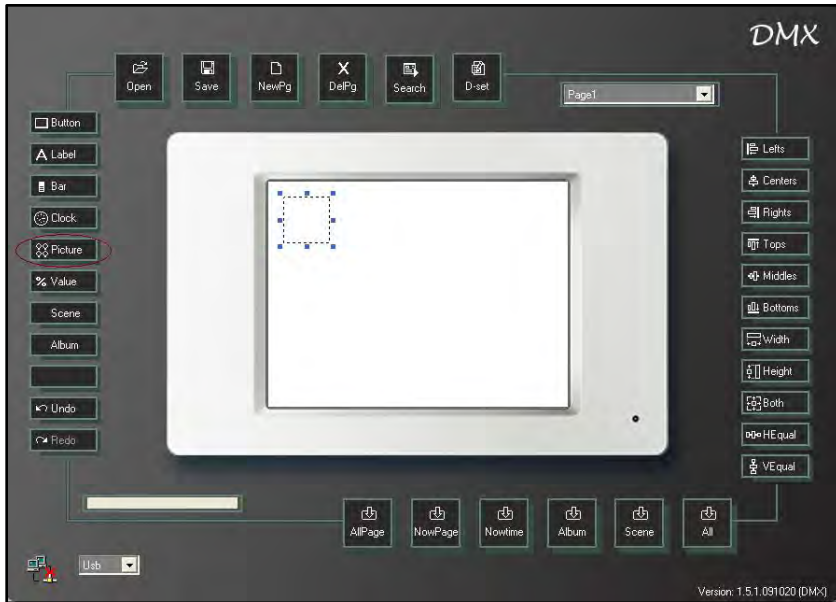 DMX
Open
Save
NewPg
DelPg
Search
D-set
Page1
Button
A Label
Bar
Clock
Picture
% Value
Scene
Album
Undo
Redo
Lefts
Centers
Rights
Tops
Middles
Bottoms
Width
Height
Both
HEqual
VEqual
AllPage
NowPage
Nowtime
Album
Scene
All
Usb
Version: 1.5.1.091020 (DMX)